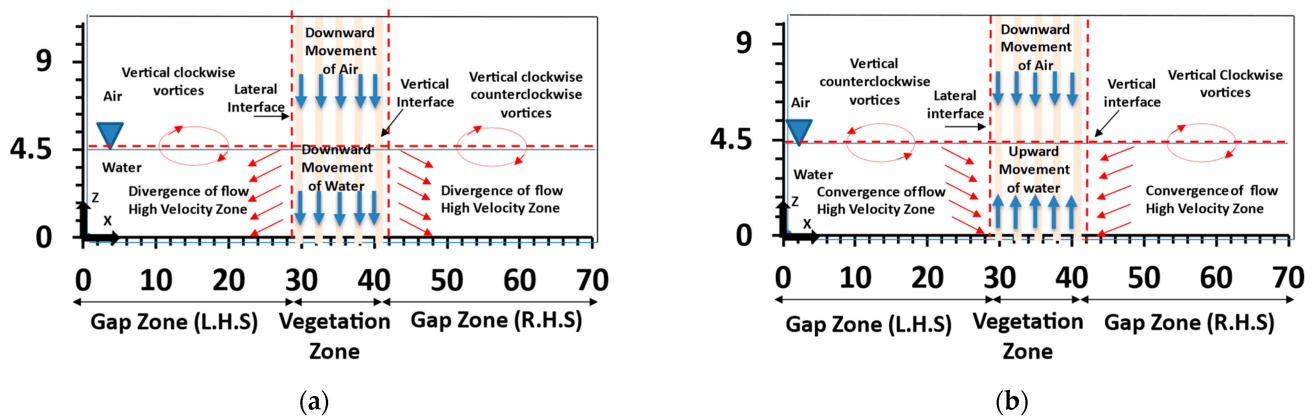 Downward
Movement
of Air
9
Vertical clockwise
vortices
Vertical clockwise
counterclockwise
vortices
Air
Lateral
Interface
Vertical
Interface
4.5
Water
Downward
Movement
of Water
Divergence of flow
High Velocity Zone
Divergence of flow
High Velocity Zone
Z
X
0
0 10 20 30 40 50 60 70
Gap Zone (L.H.S) Vegetation Gap Zone (R.H.S)
Zone
(a)
Downward
Movement
of Air
9
Vertical
counterclockwise
vortices
Vertical Clockwise
vortices
Air
Lateral
interface
Vertical
interface
4.5
Water
Upward
Movement
of water
Convergence of flow
High Velocity Zone
Convergence of flow
High Velocity Zone
Z
X
0
0 10 20 30 40 50 60 70
Gap Zone (L.H.S) Vegetation Gap Zone (R.H.S)
Zone
(b)